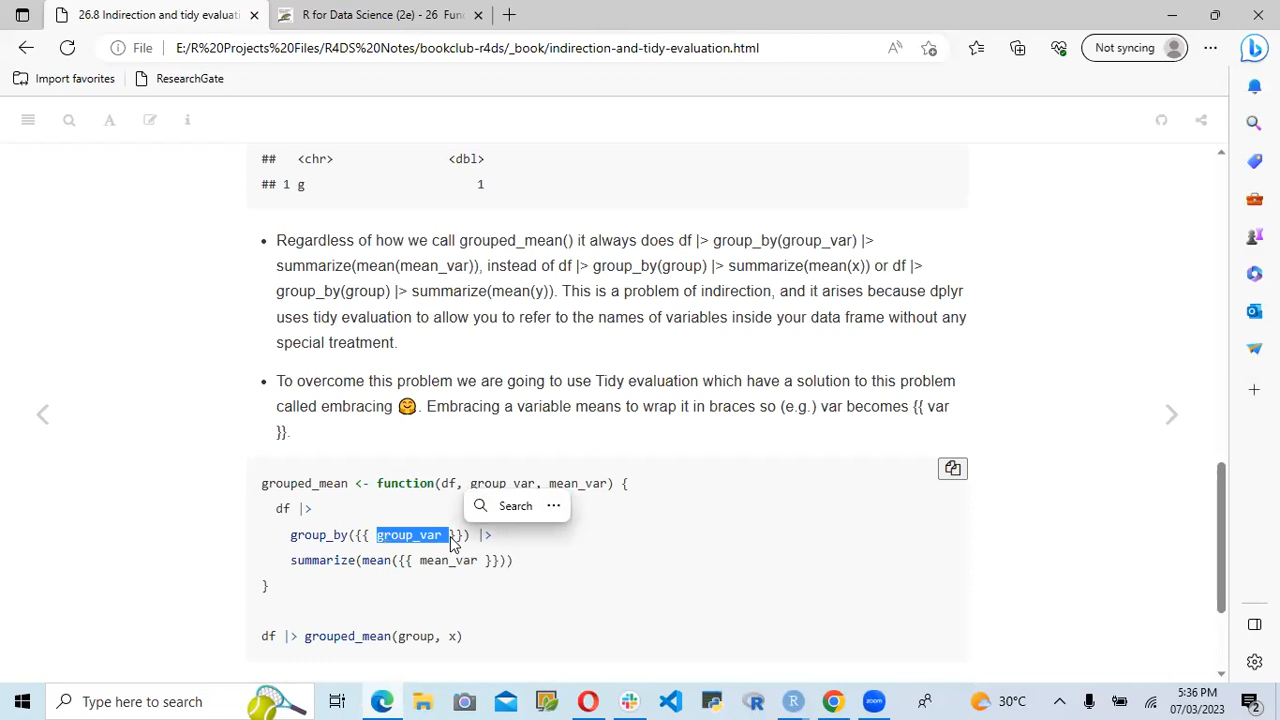 26.8 Indirection and tidy evaluati
R for Data Science (2e) - 26 Fun
File
E:/R%20Projects%20Files/R4DS%20Notes/bookclub-r4ds/_book/indirection-and-tidy-evaluation.html
Not syncing
Import favorites
ResearchGate
## <chr> <dbl>
## 1 g 1
• Regardless of how we call grouped_mean() it always does df |> group_by(group_var) |>
summarize(mean(mean_var)), instead of df |> group_by(group) |> summarize(mean(x)) or df |>
group_by(group) |> summarize(mean(y)). This is a problem of indirection, and it arises because dplyr
uses tidy evaluation to allow you to refer to the names of variables inside your data frame without any
special treatment.
• To overcome this problem we are going to use Tidy evaluation which have a solution to this problem
called embracing 🤗. Embracing a variable means to wrap it in braces so (e.g.) var becomes {{ var
}}.
grouped_mean <- function(df, group_var, mean_var) {
df |>
Search
group_by({{ group_var }}) |>
summarize(mean({{ mean_var }}))
}
df |> grouped_mean(group, x)
Type here to search
30°C
5:36 PM
07/03/2023
2